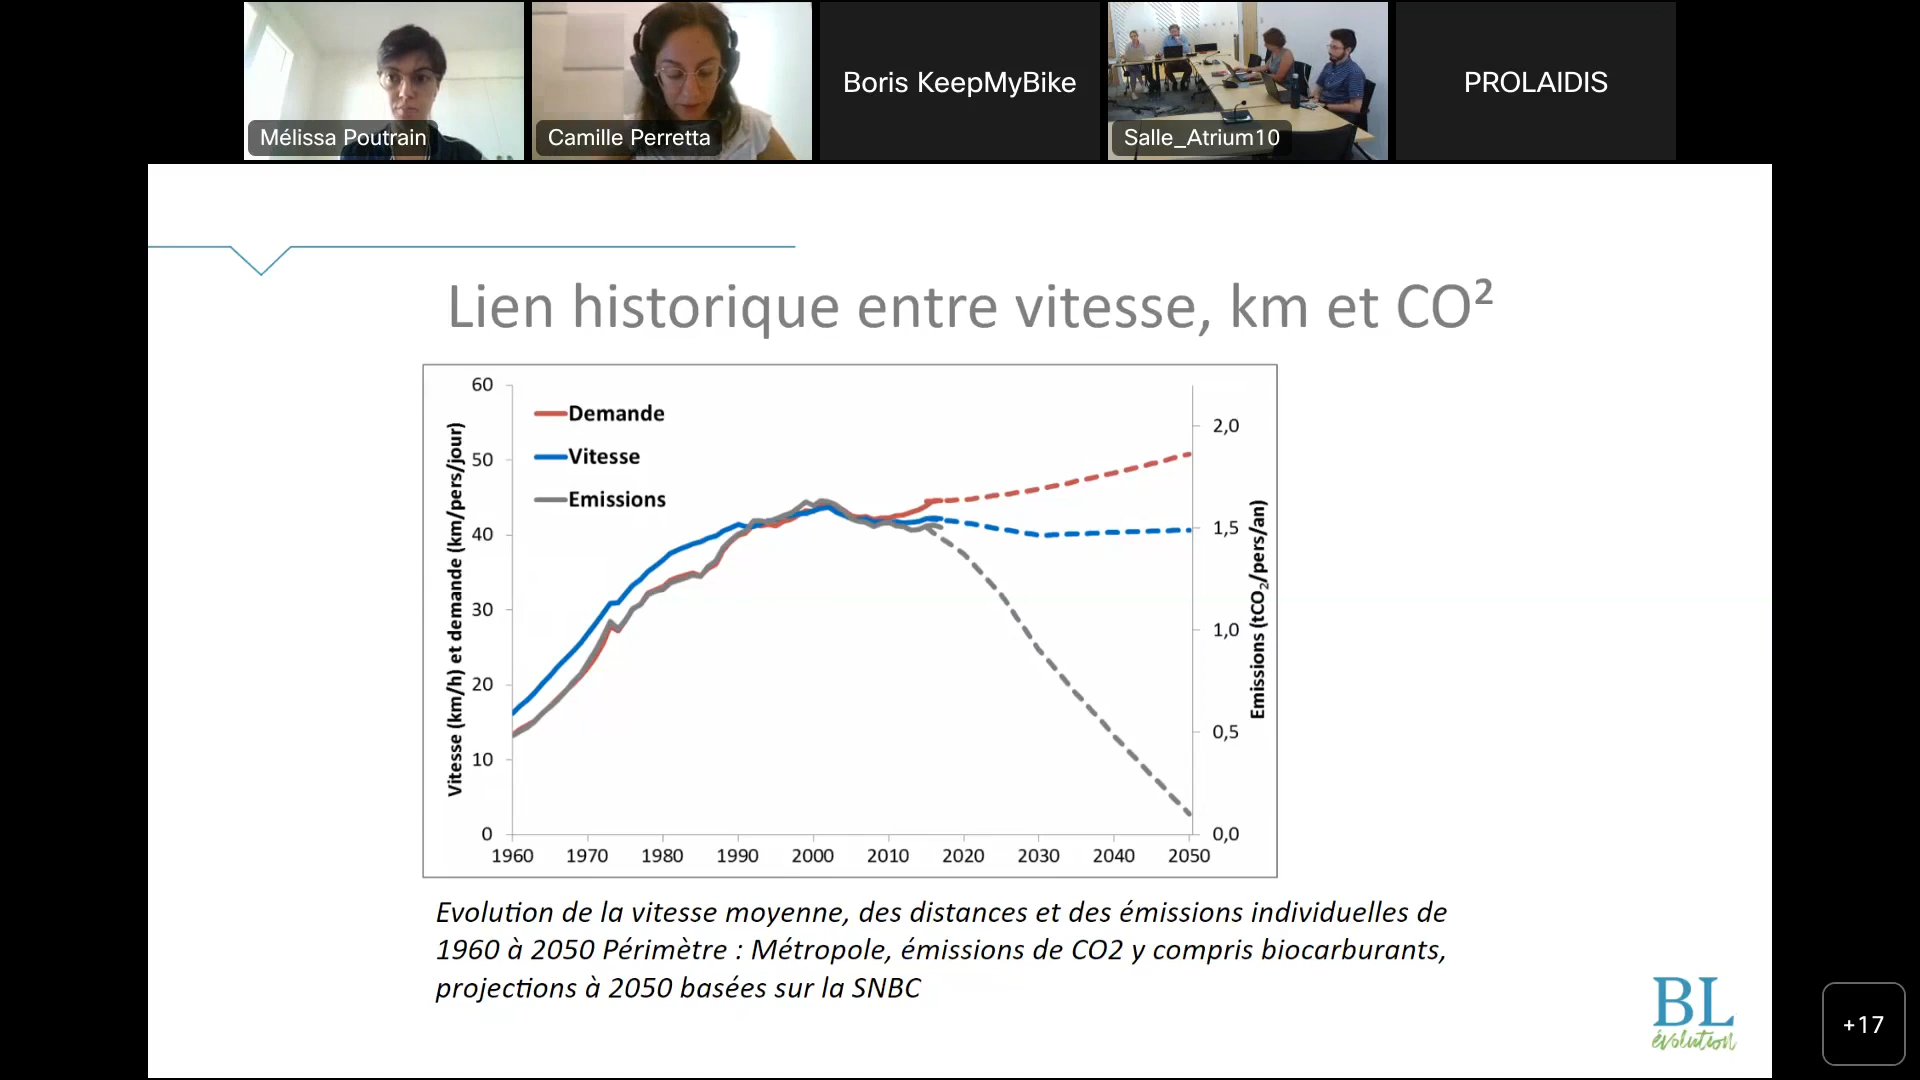 Mélissa Poutrain
Camille Perretta
Boris KeepMyBike
Salle_Atrium10
PROLAIDIS
Lien historique entre vitesse, km et CO²
Vitesse (km/h) et demande (km/pers/jour)
60
50
40
30
20
10
0
Demande
Vitesse
Emissions
2,0
1,5
1,0
0,5
0,0
Emissions (tCO₂/pers/an)
1960 1970 1980 1990 2000 2010 2020 2030 2040 2050
Evolution de la vitesse moyenne, des distances et des émissions individuelles de
1960 à 2050 Périmètre : Métropole, émissions de CO2 y compris biocarburants,
projections à 2050 basées sur la SNBC
BL
évolution
+17